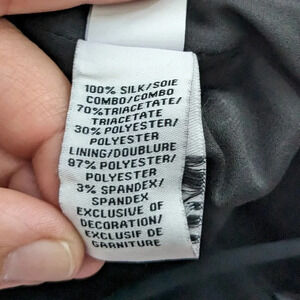 100% SILK/SOIE
COMBO/COMBO
70%TRIACETATE/
TRIACETATE
30% POLYESTER/
POLYESTER
LINING/DOUBLURE
97% POLYESTER/
POLYESTER
3% SPANDEX/
SPANDEX
EXCLUSIVE OF
DECORATION/
EXCLUSIF DE
GARNITURE